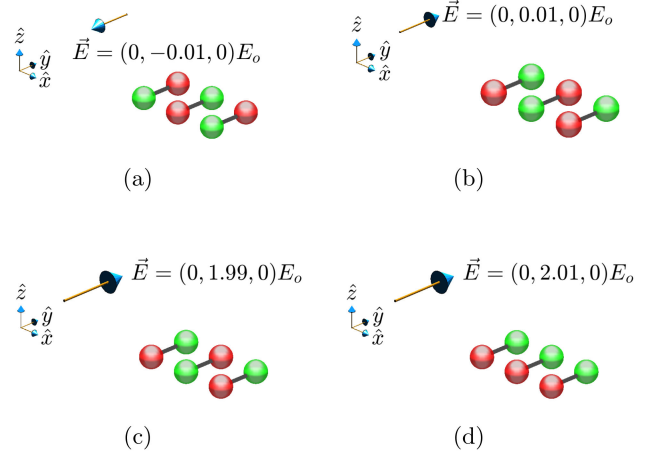 ẑ ŷ x̂ E⃗ = (0, −0.01, 0)E_o
(a)
ẑ ŷ x̂ E⃗ = (0, 0.01, 0)E_o
(b)
ẑ ŷ x̂ E⃗ = (0, 1.99, 0)E_o
(c)
ẑ ŷ x̂ E⃗ = (0, 2.01, 0)E_o
(d)